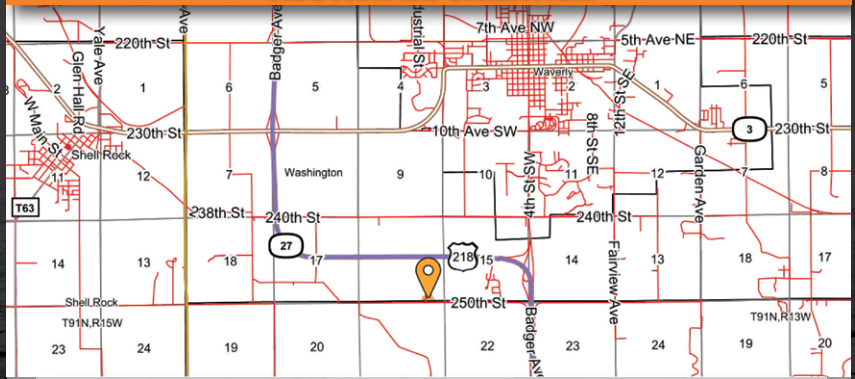 7th Ave NW
220th St
5th Ave NE
220th St
Yale Ave
Ave
Badger Ave
dustrial St
Glen Hall Rd
2
1
6
5
4
3
Waverly
2
12th St SE
1
6
5
W Main St
230th St
10th Ave SW
8th St SE
3
230th St
Shell Rock
11
12
7
Washington
9
10
11
12
Garden Ave
7
8
T63
4th St SW
238th St
240th St
240th St
27
14
13
18
17
218
15
14
Fairview Ave
13
18
17
Shell Rock
250th St
T91N,R15W
Badger Ave
T91N,R13W
23
24
19
20
22
23
24
19
20